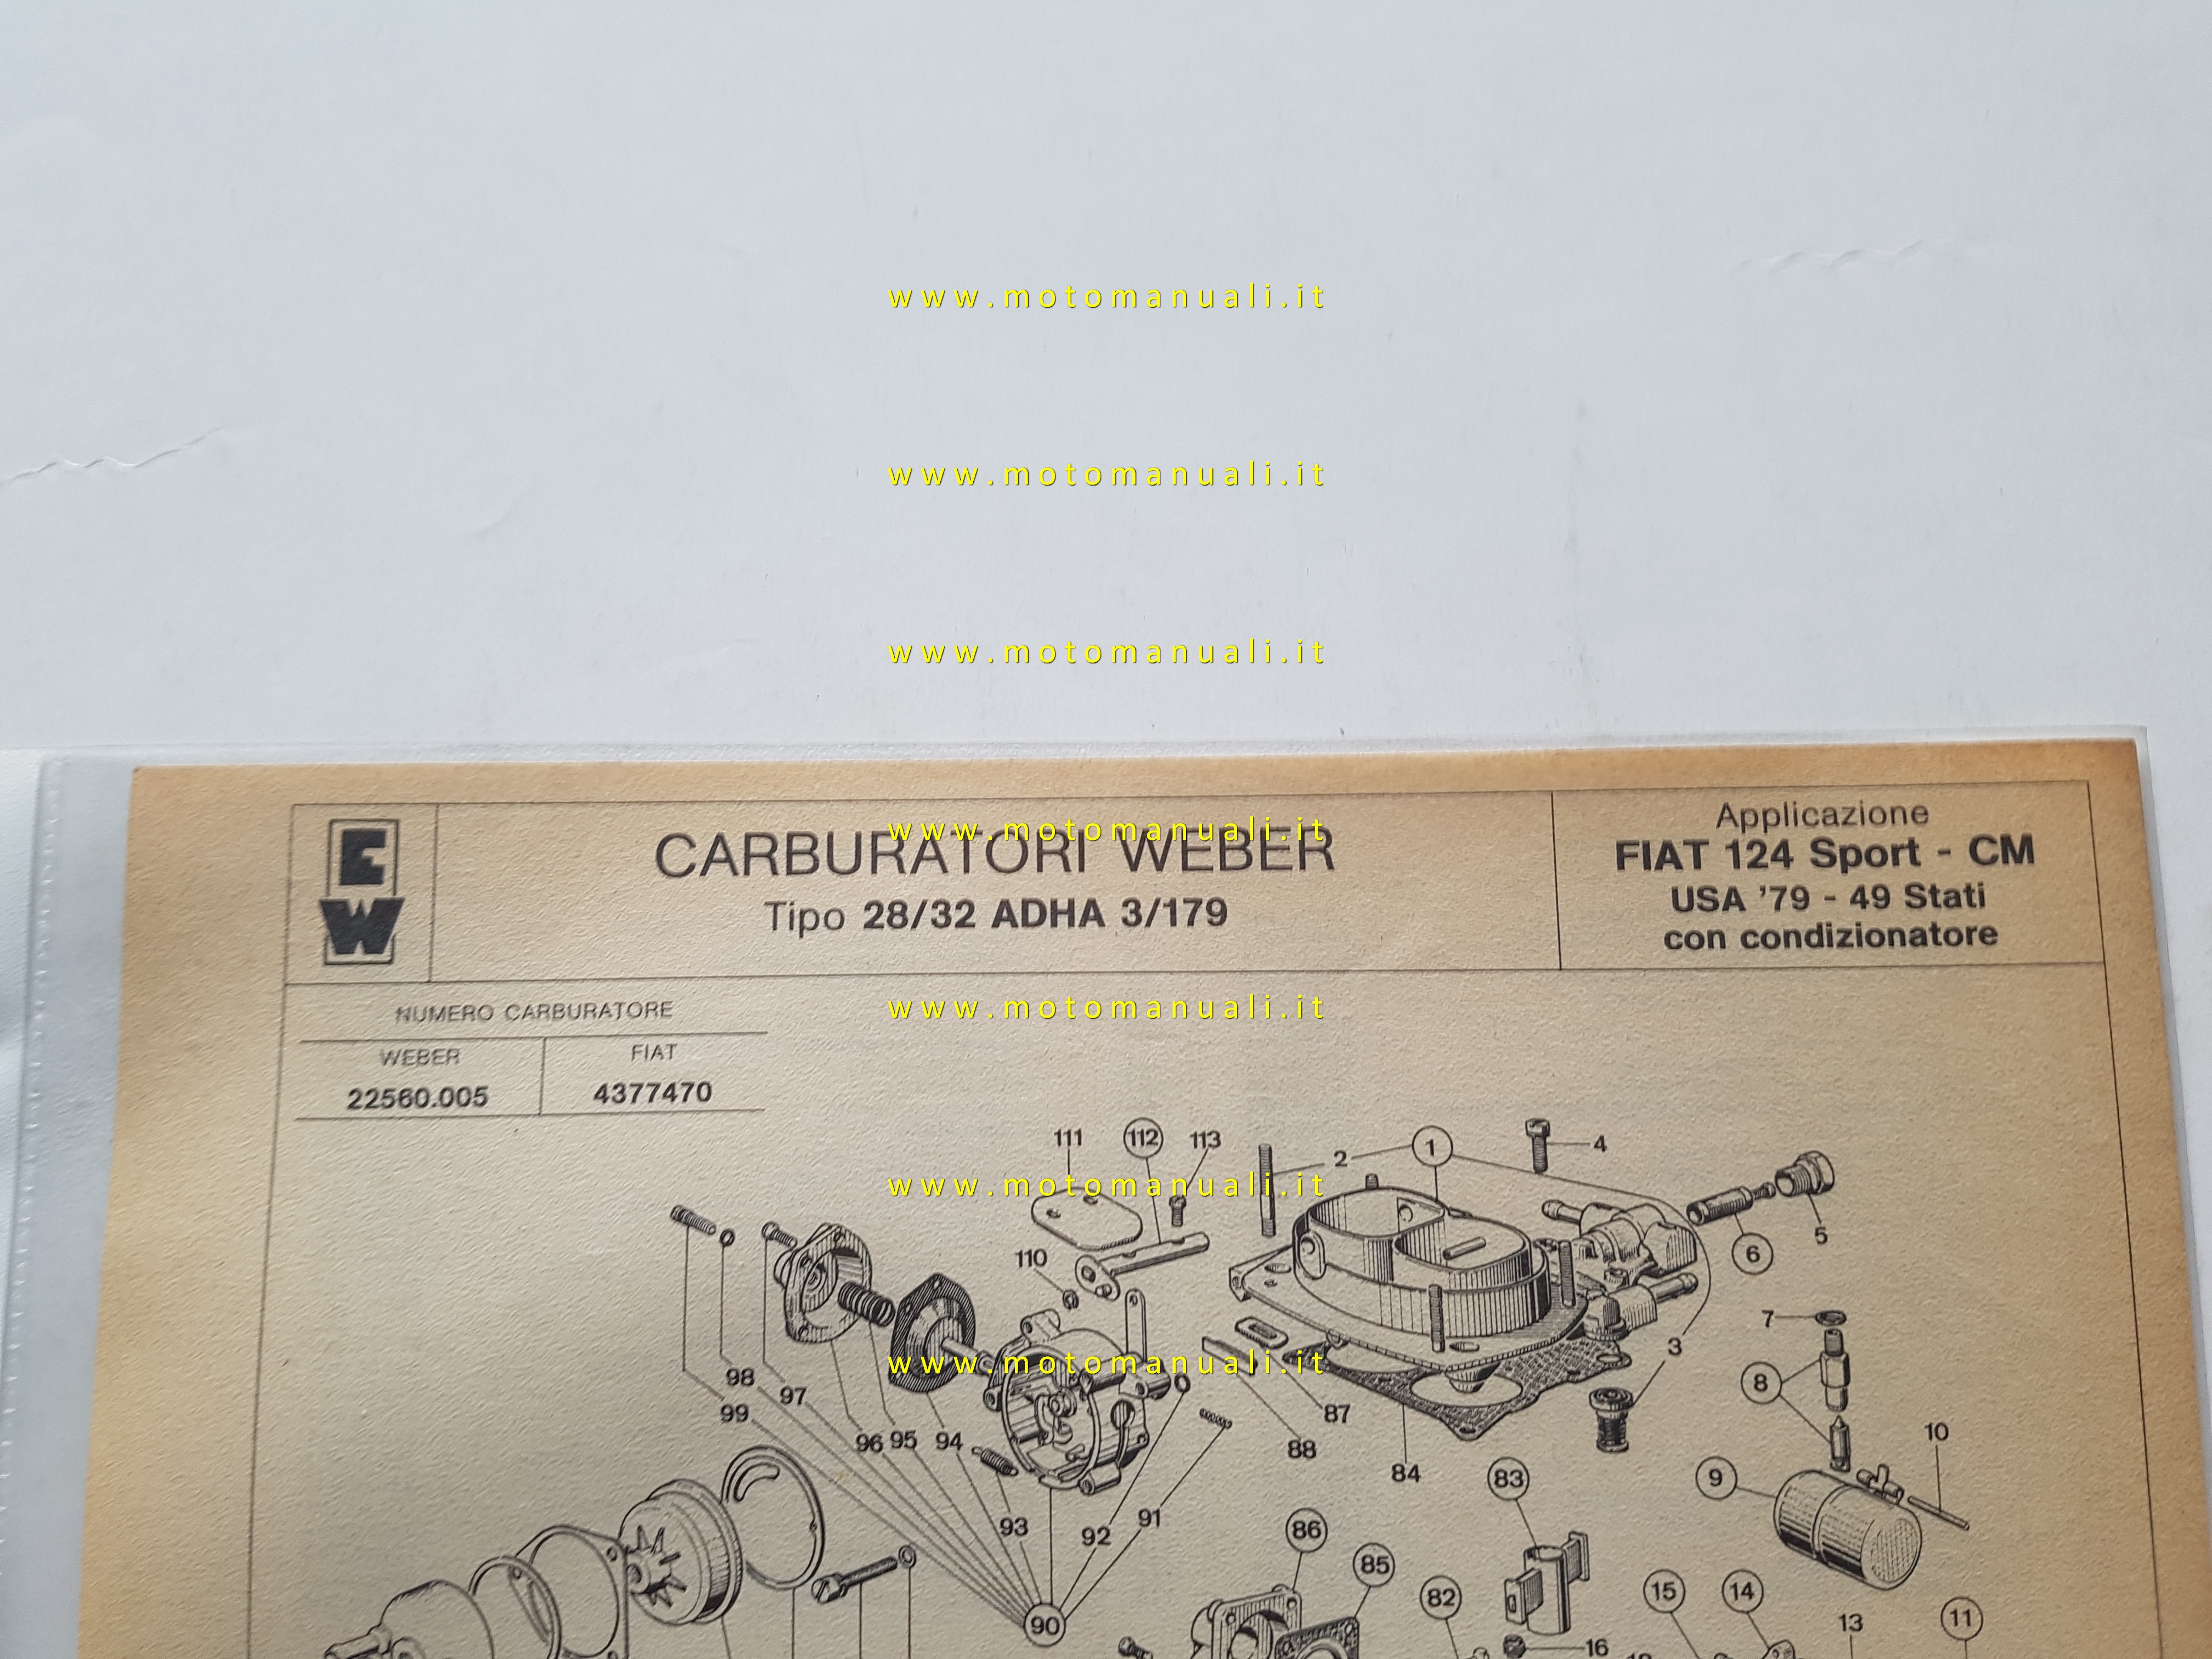 www.motomanuali.it
www.motomanuali.it
www.motomanuali.it
E
W
CARBURATORI WEBER
www.motomanuali.it
Tipo 28/32 ADHA 3/179
Applicazione
FIAT 124 Sport - CM
USA '79 - 49 Stati
con condizionatore
www.motomanuali.it
NUMERO CARBURATORE
WEBER
FIAT
22560.005
4377470
111
112
113
2
1
4
www.motomanuali.it
5
6
110
7
3
www.motomanuali.it
98
97
99
8
87
96
95
94
88
84
10
83
9
93
92
91
86
85
82
15
14
13
11
90
16